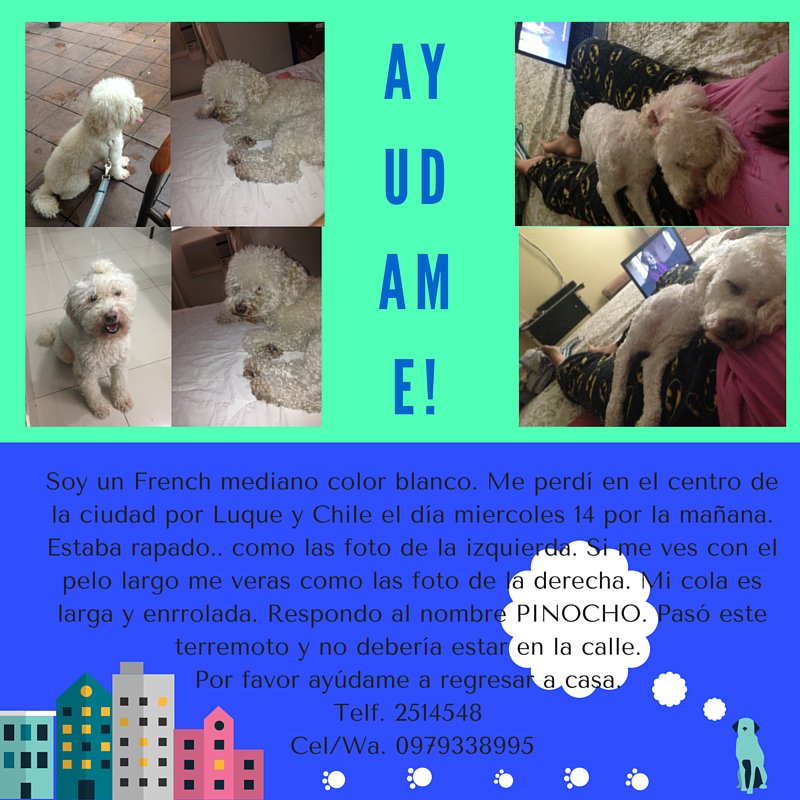 AY
UD
AM
E!
Soy un French mediano color blanco. Me perdí en el centro de
la ciudad por Luque y Chile el día miercoles 14 por la mañana.
Estaba rapado.. como las foto de la izquierda. Si me ves con el
pelo largo me veras como las foto de la derecha. Mi cola es
larga y enrrolada. Respondo al nombre PINOCHO. Pasó este
terremoto y no debería estar en la calle.
Por favor ayúdame a regresar a casa.
Telf. 2514548
Cel/Wa. 0979338995